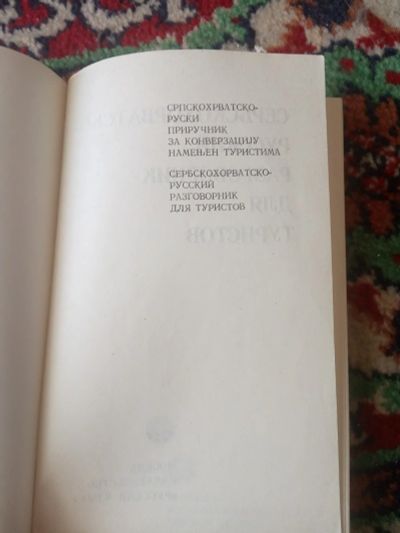 СРПСКОХРВАТСКО-
РУСКИ
ПРИРУЧНИК
ЗА КОНВЕРЗАЦИЈУ
НАМЕЊЕН ТУРИСТИМА
СЕРБСКОХОРВАТСКО-
РУССКИЙ
РАЗГОВОРНИК
ДЛЯ ТУРИСТОВ